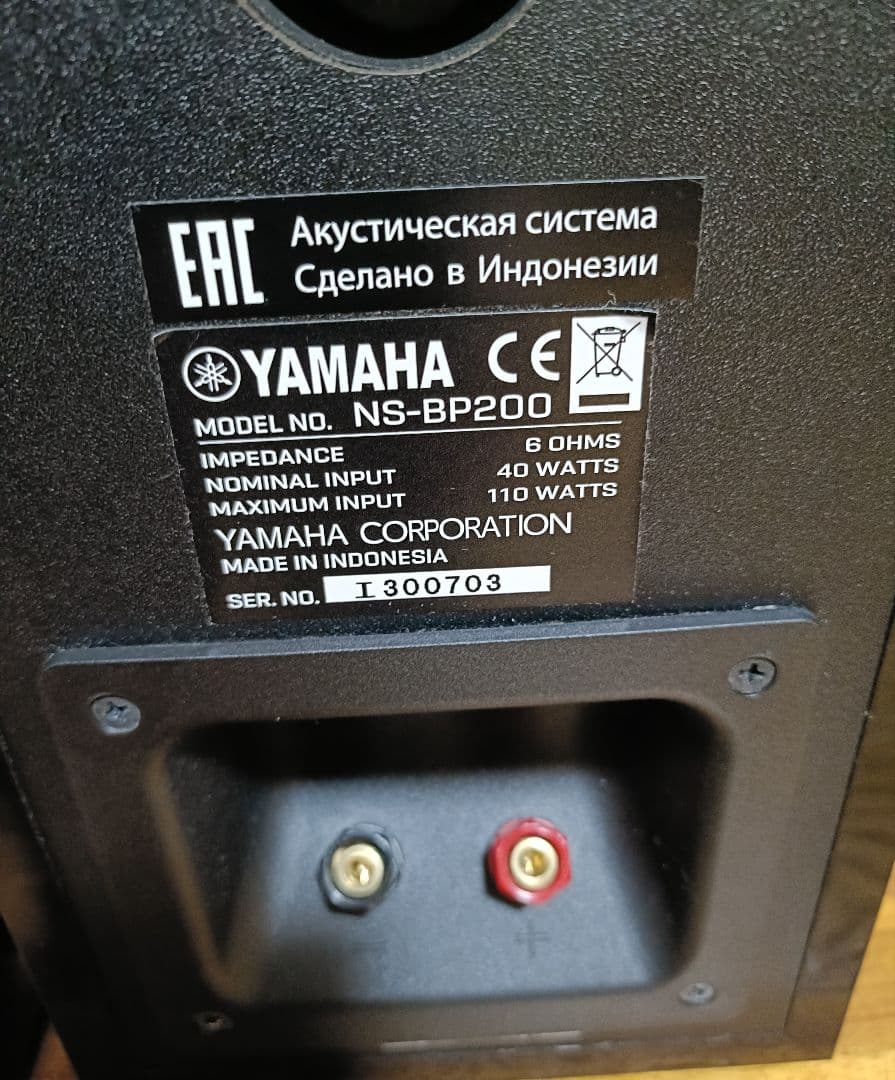 EAC Акустическая система
Сделано в Индонезии
YAMAHA CE
MODEL NO. NS-BP200
IMPEDANCE 6 OHMS
NOMINAL INPUT 40 WATTS
MAXIMUM INPUT 110 WATTS
YAMAHA CORPORATION
MADE IN INDONESIA
SER. NO. I300703
- +